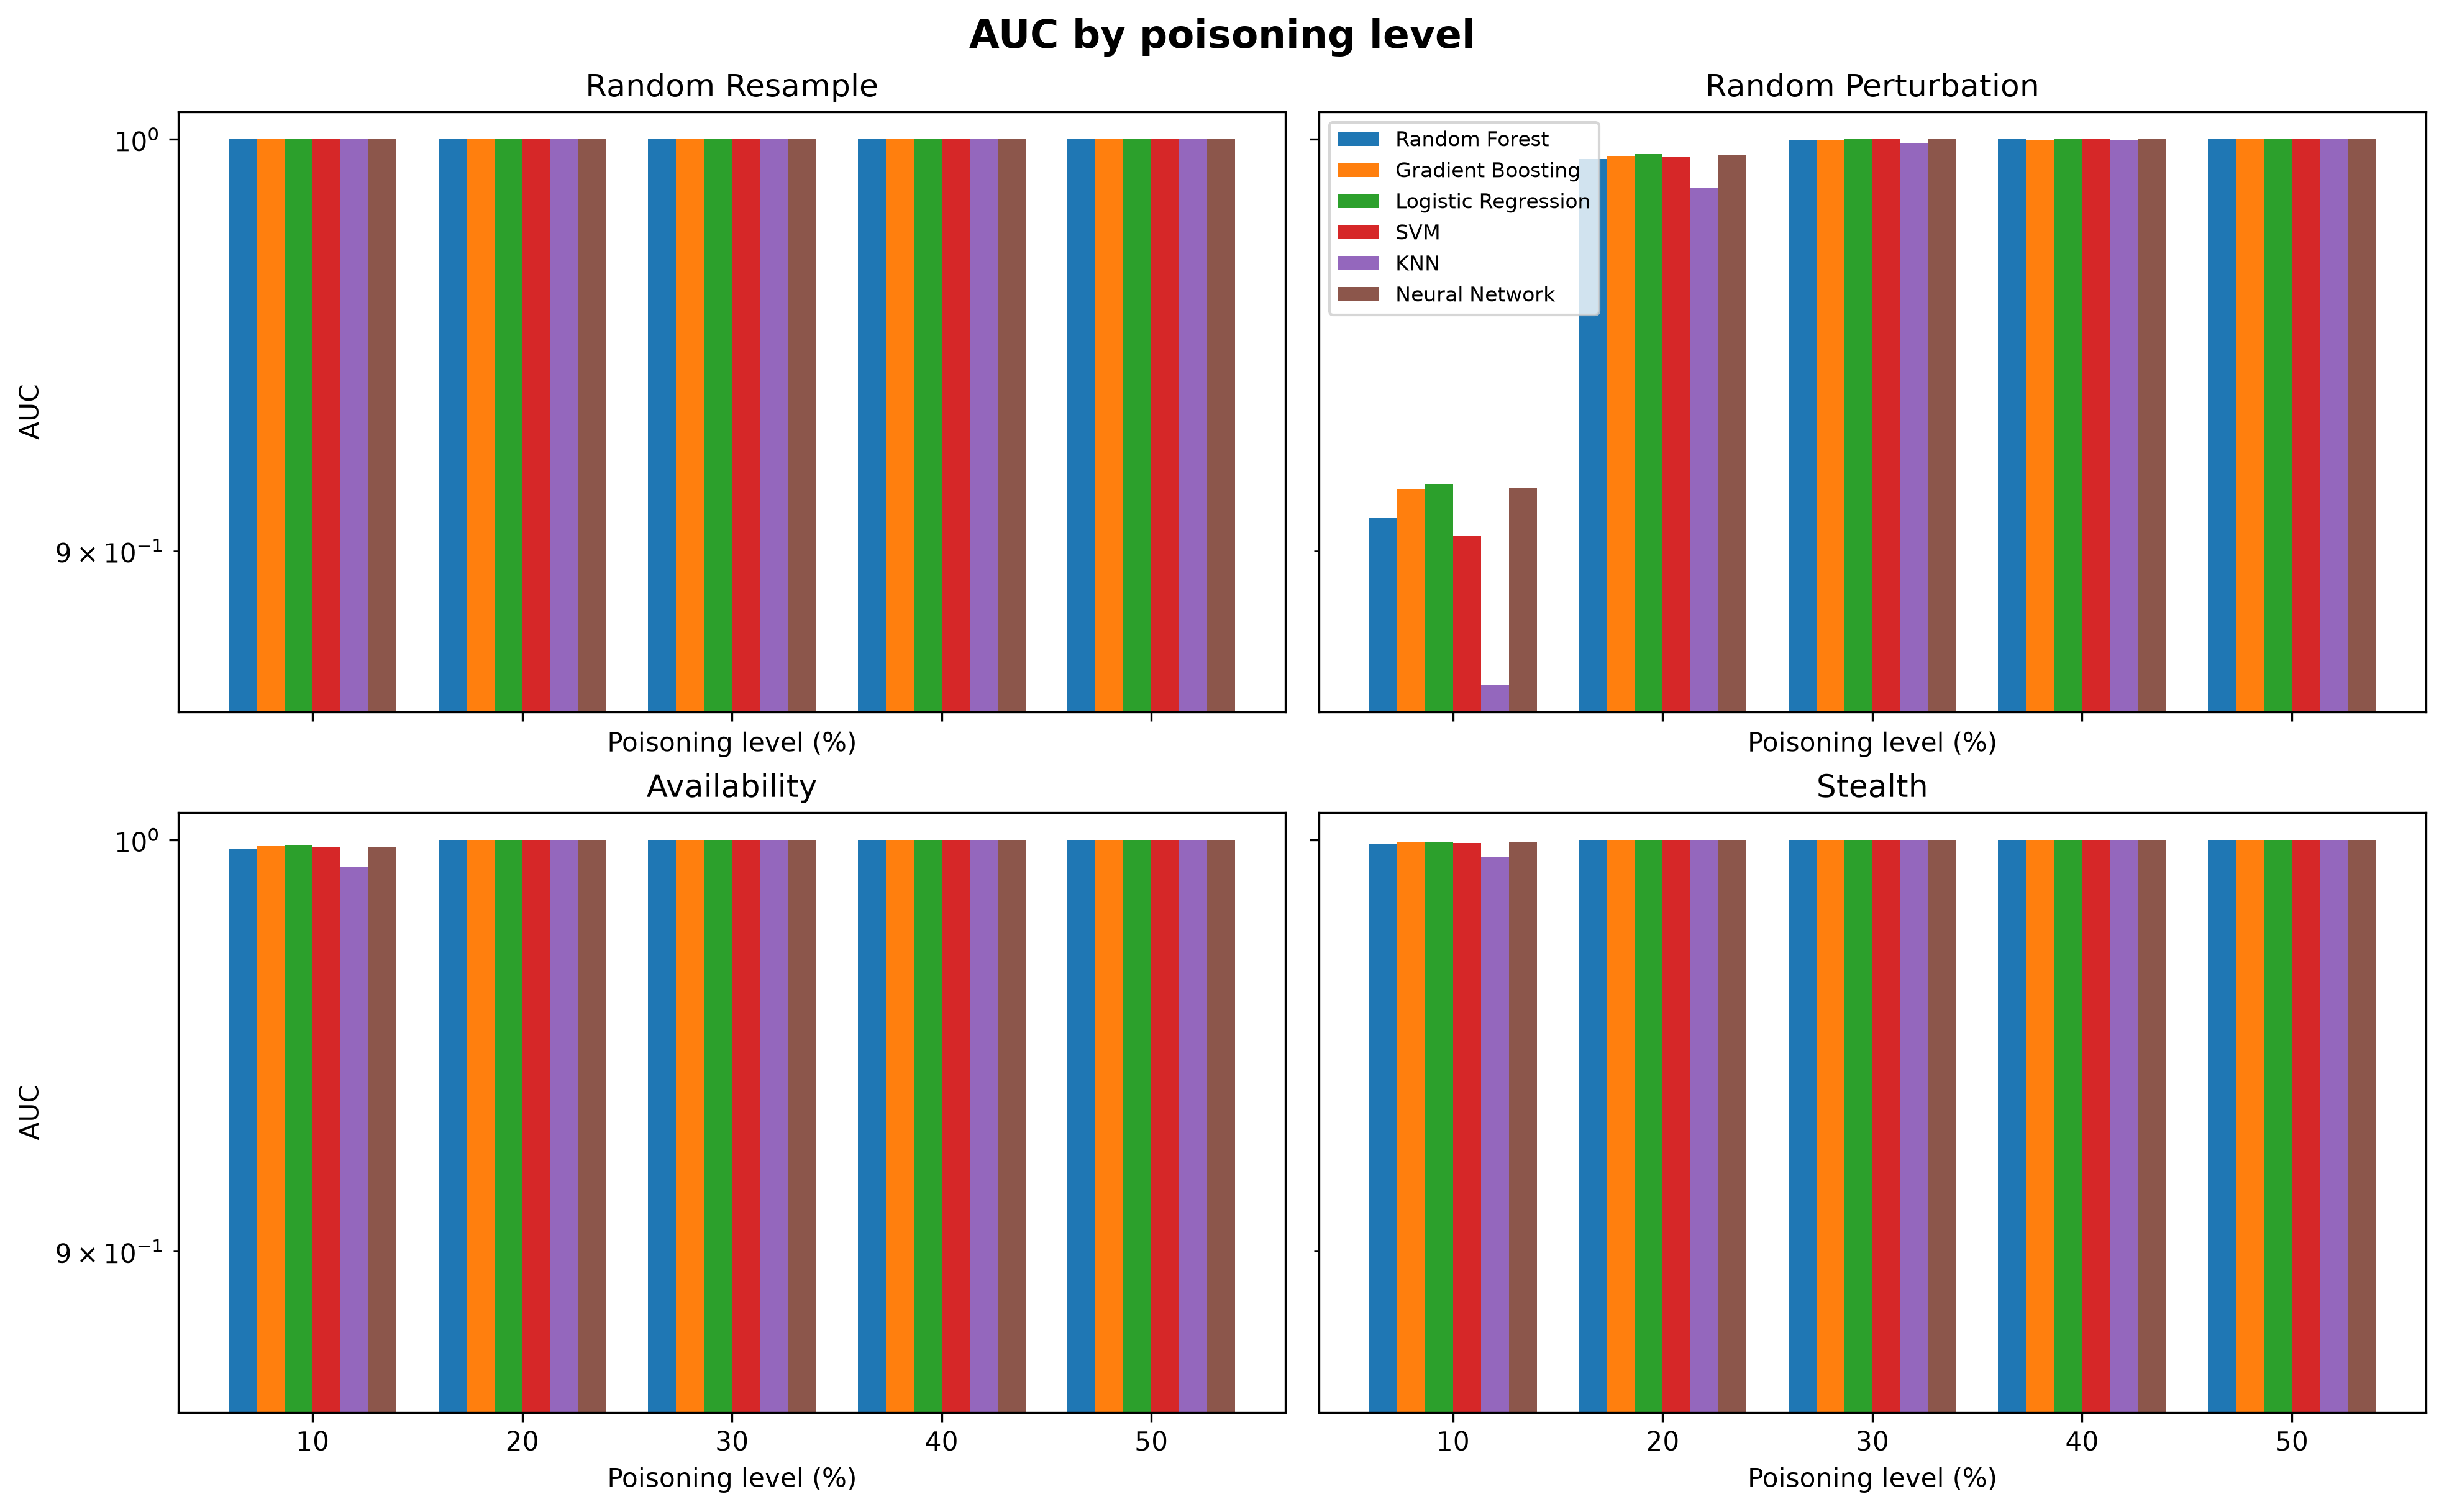 AUC by poisoning level
Random Resample
10⁰
9 × 10⁻¹
AUC
Poisoning level (%)
Random Perturbation
Random Forest
Gradient Boosting
Logistic Regression
SVM
KNN
Neural Network
Poisoning level (%)
Availability
10⁰
9 × 10⁻¹
AUC
10 20 30 40 50
Poisoning level (%)
Stealth
10 20 30 40 50
Poisoning level (%)